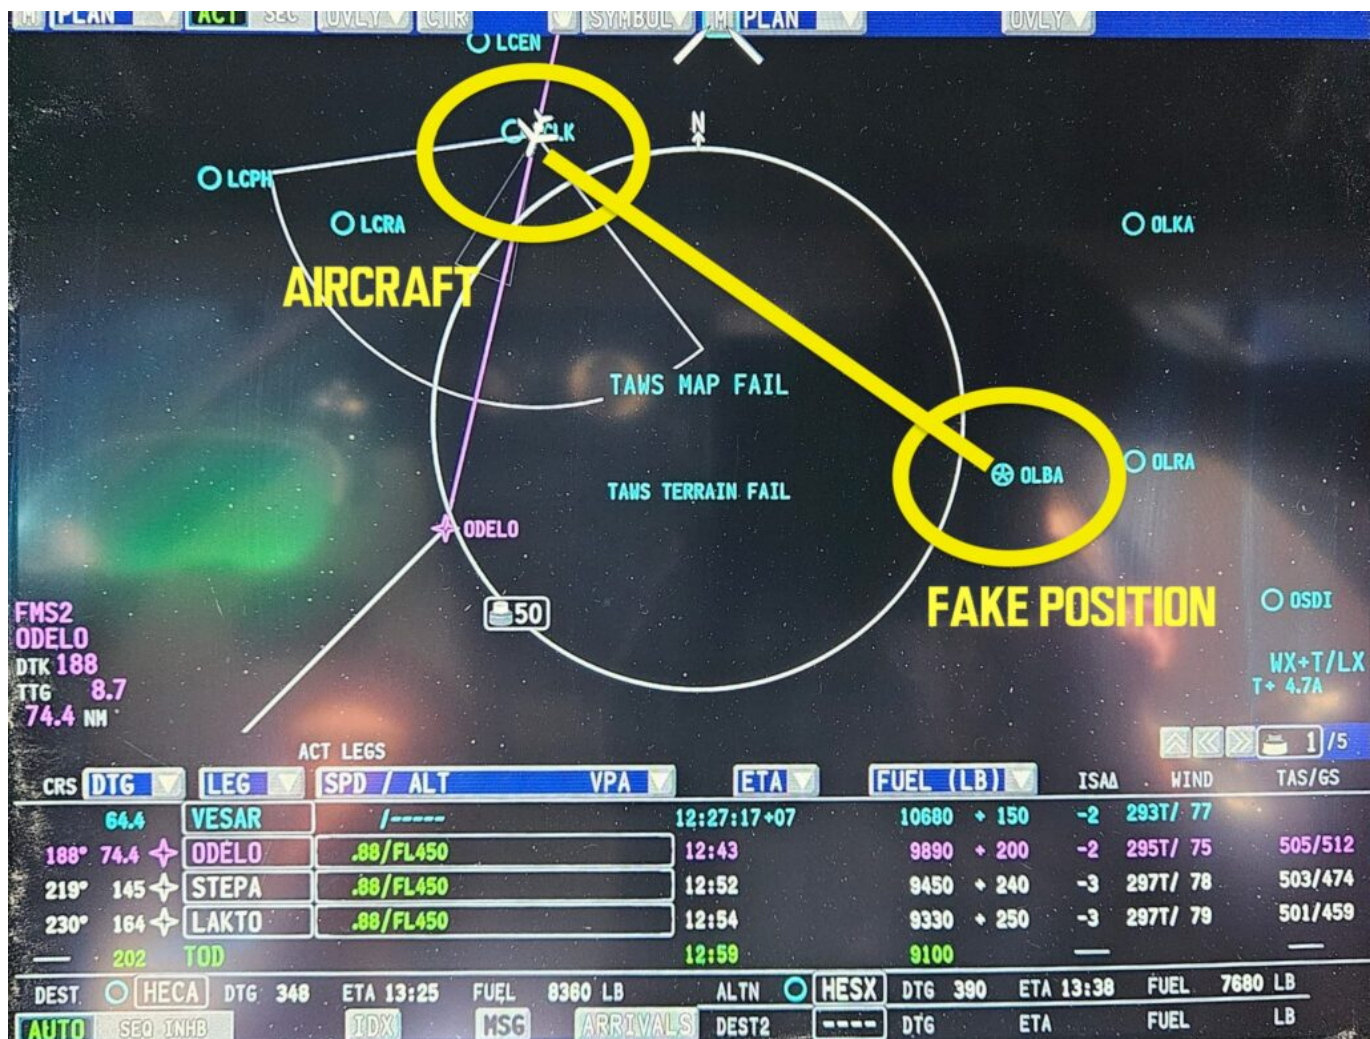 M PLAN ACT SEC OVLY CTR SYMBOL M PLAN OVLY
LCEN
N
LCPH
LCRA
OLKA
AIRCRAFT
TAWS MAP FAIL
OLRA
OLBA
TAWS TERRAIN FAIL
ODELO
FAKE POSITION
OSDI
50
FMS2
ODELO
DTK 188
TTG 8.7
74.4 NM
WX+T/LX
T+ 4.7A
1/5
ACT LEGS
CRS DTG LEG SPD / ALT VPA ETA FUEL (LB) ISAΔ WIND TAS/GS
64.4 VESAR /----- 12:27:17+07 10680 + 150 -2 293T/ 77
188° 74.4 ODELO .88/FL450 12:43 9890 + 200 -2 295T/ 75 505/512
219° 145 STEPA .88/FL450 12:52 9450 + 240 -3 297T/ 78 503/474
230° 164 LAKTO .88/FL450 12:54 9330 + 250 -3 297T/ 79 501/459
---- 202 TOD 12:59 9100 --- ----
DEST HECA DTG 348 ETA 13:25 FUEL 8360 LB ALTN HESX DTG 390 ETA 13:38 FUEL 7680 LB
AUTO SEQ INHB IDX MSG ARRIVALS DEST2 ---- DTG ETA FUEL LB